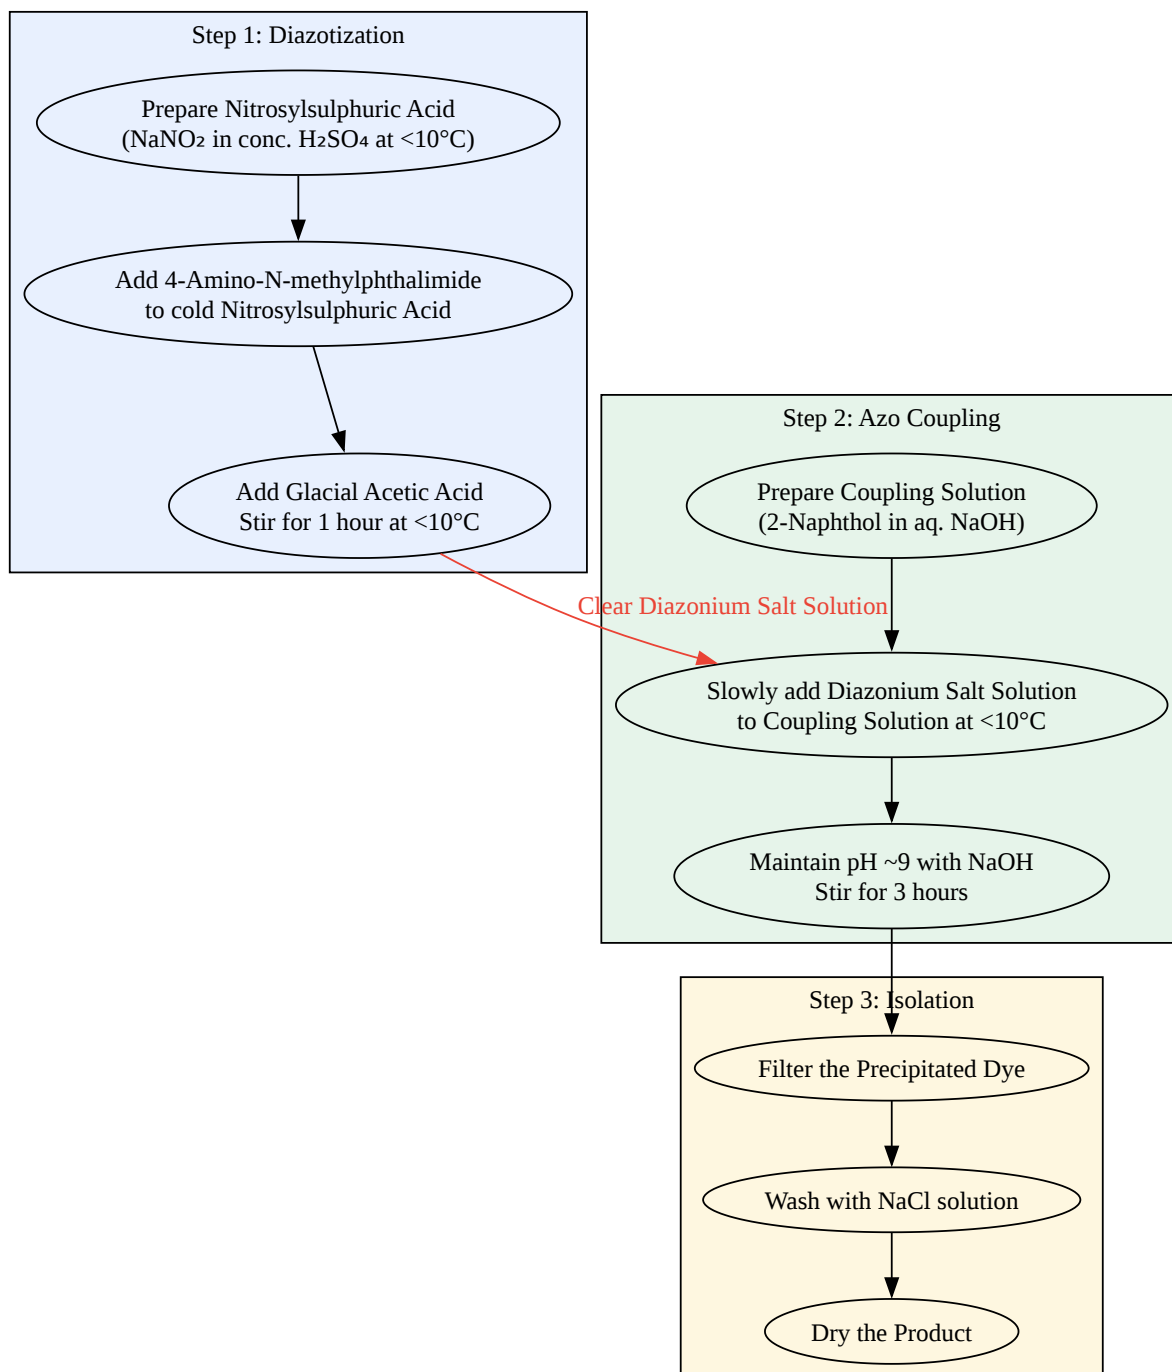 Step 1: Diazotization
Prepare Nitrosylsulphuric Acid
(NaNO₂ in conc. H₂SO₄ at <10°C)
Add 4-Amino-N-methylphthalimide
to cold Nitrosylsulphuric Acid
Add Glacial Acetic Acid
Stir for 1 hour at <10°C
Clear Diazonium Salt Solution
Step 2: Azo Coupling
Prepare Coupling Solution
(2-Naphthol in aq. NaOH)
Slowly add Diazonium Salt Solution
to Coupling Solution at <10°C
Maintain pH ~9 with NaOH
Stir for 3 hours
Step 3: Isolation
Filter the Precipitated Dye
Wash with NaCl solution
Dry the Product